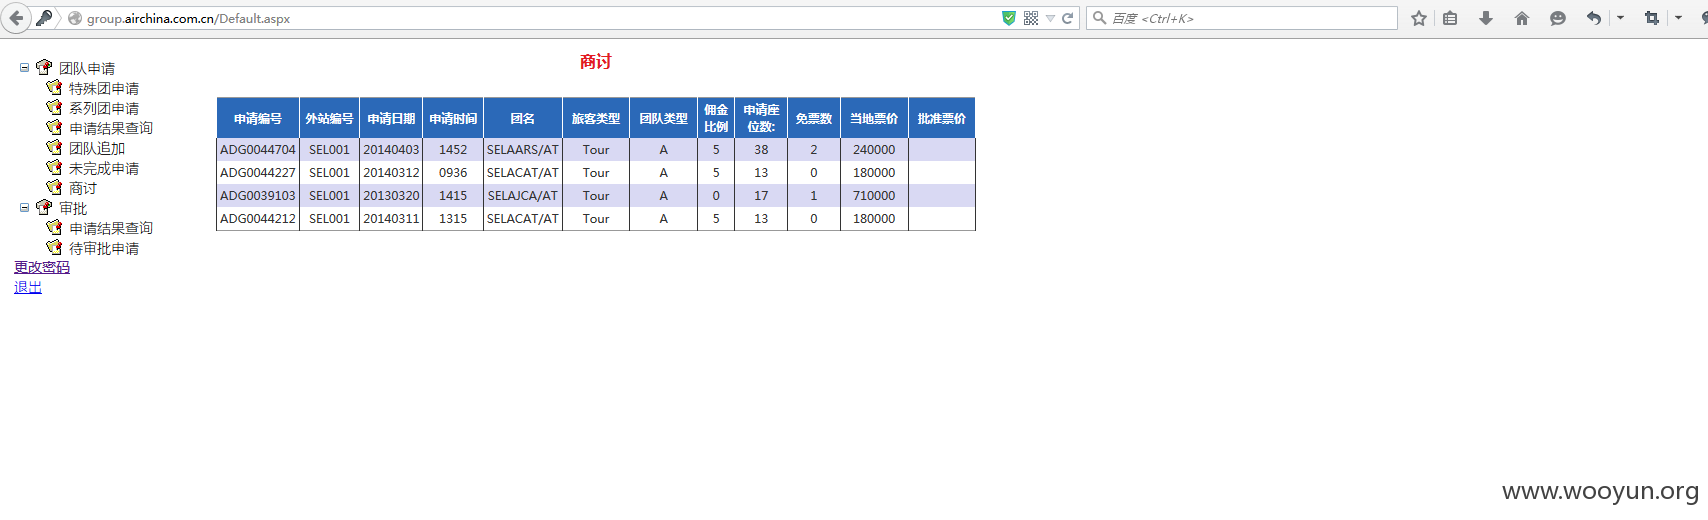 group.airchina.com.cn/Default.aspx
百度 <Ctrl+K>
团队申请
特殊团申请
系列团申请
申请结果查询
团队追加
未完成申请
商讨
审批
申请结果查询
待审批申请
更改密码
退出
商讨
申请编号 外站编号 申请日期 申请时间 团名 旅客类型 团队类型 佣金比例 申请座位数: 免票数 当地票价 批准票价
ADG0044704 SEL001 20140403 1452 SELAARS/AT Tour A 5 38 2 240000
ADG0044227 SEL001 20140312 0936 SELACAT/AT Tour A 5 13 0 180000
ADG0039103 SEL001 20130320 1415 SELAJCA/AT Tour A 0 17 1 710000
ADG0044212 SEL001 20140311 1315 SELACAT/AT Tour A 5 13 0 180000
www.wooyun.org